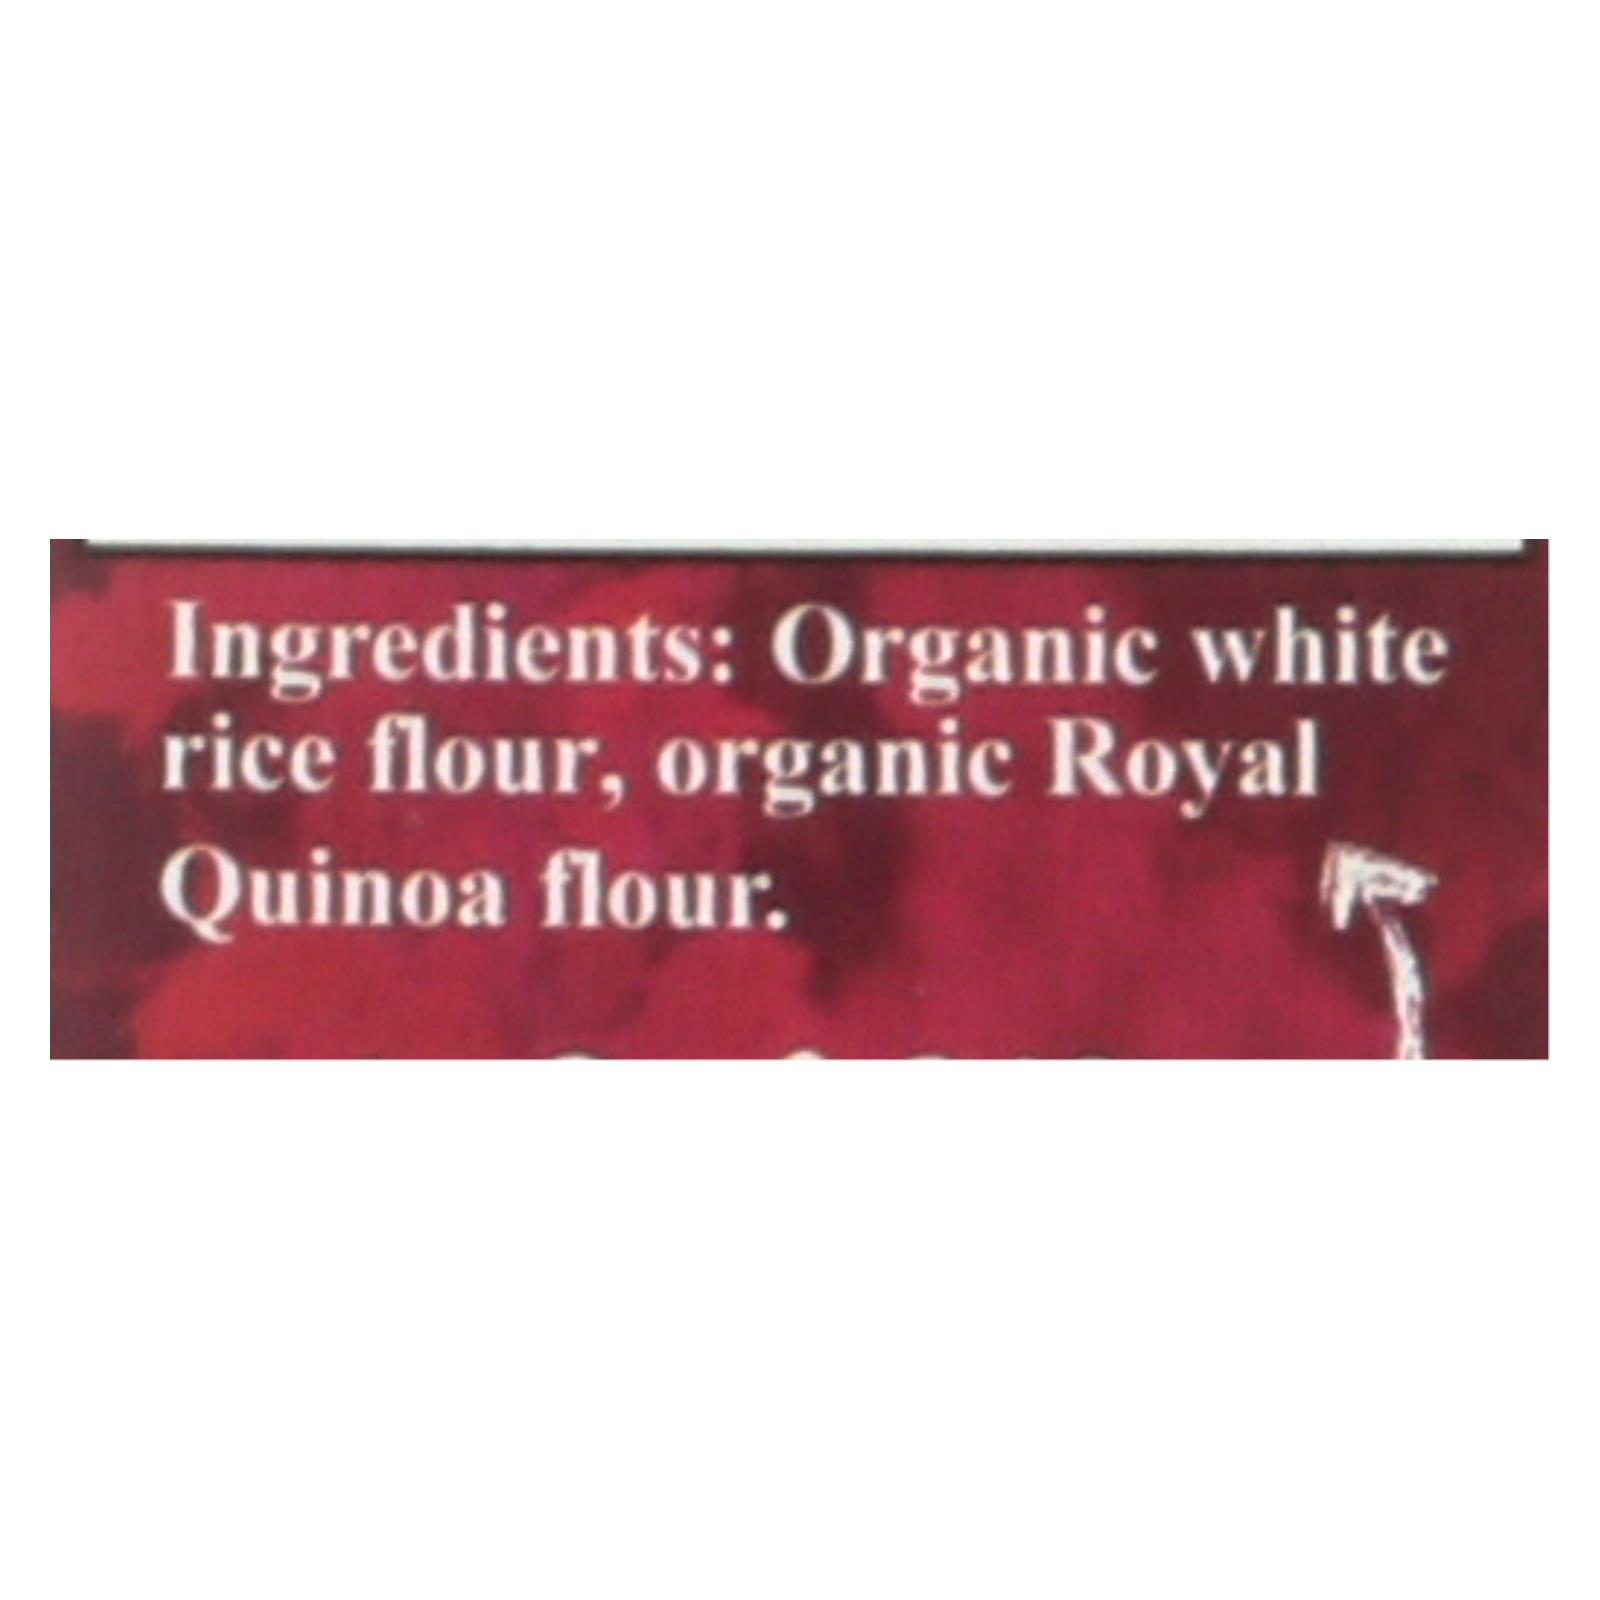 Ingredients: Organic white
rice flour, organic Royal
Quinoa flour.